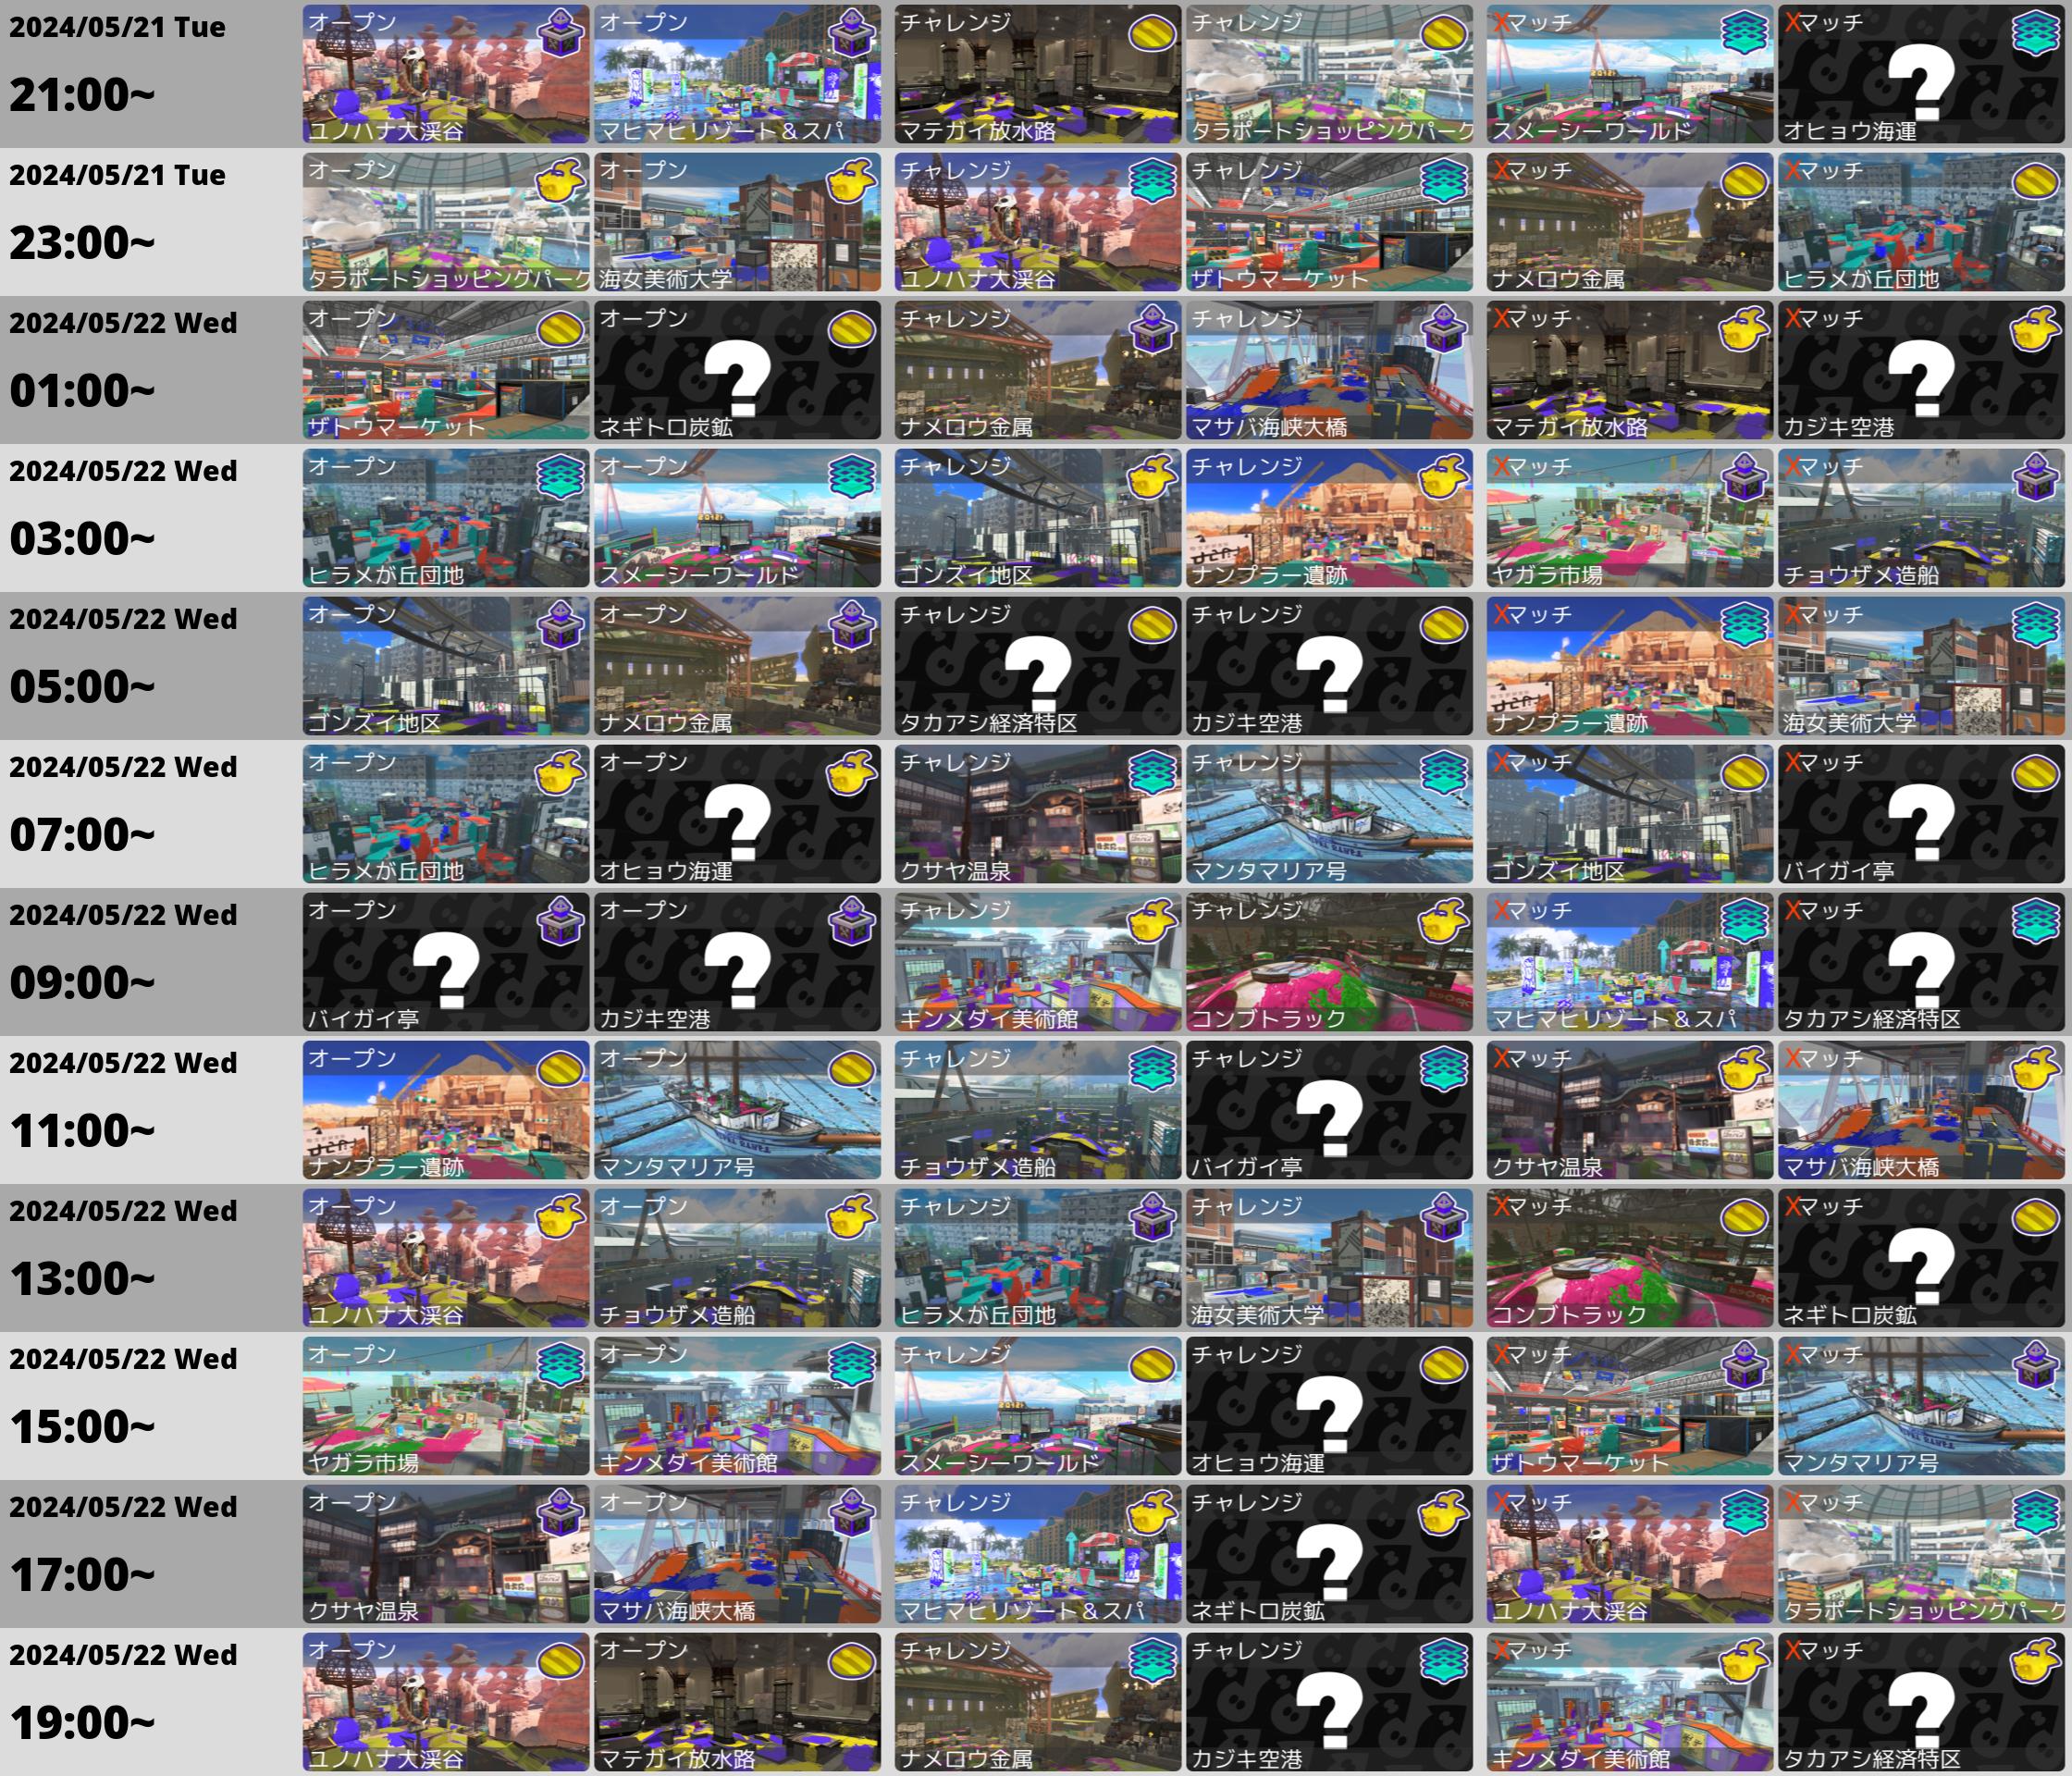 2024/05/21 Tue
21:00~
オープン
ユノハナ大渓谷
オープン
マヒマヒリゾート＆スパ
チャレンジ
マテガイ放水路
チャレンジ
タラポートショッピングパーク
Xマッチ
スメーシーワールド
Xマッチ
オヒョウ海運
2024/05/21 Tue
23:00~
オープン
タラポートショッピングパーク
オープン
海女美術大学
チャレンジ
ユノハナ大渓谷
チャレンジ
ザトウマーケット
Xマッチ
ナメロウ金属
Xマッチ
ヒラメが丘団地
2024/05/22 Wed
01:00~
オープン
ザトウマーケット
オープン
ネギトロ炭鉱
チャレンジ
ナメロウ金属
チャレンジ
マサバ海峡大橋
Xマッチ
マテガイ放水路
Xマッチ
カジキ空港
2024/05/22 Wed
03:00~
オープン
ヒラメが丘団地
オープン
スメーシーワールド
チャレンジ
ゴンズイ地区
チャレンジ
ナンプラー遺跡
Xマッチ
ヤガラ市場
Xマッチ
チョウザメ造船
2024/05/22 Wed
05:00~
オープン
ゴンズイ地区
オープン
ナメロウ金属
チャレンジ
タカアシ経済特区
チャレンジ
カジキ空港
Xマッチ
ナンプラー遺跡
Xマッチ
海女美術大学
2024/05/22 Wed
07:00~
オープン
ヒラメが丘団地
オープン
オヒョウ海運
チャレンジ
クサヤ温泉
チャレンジ
マンタマリア号
Xマッチ
ゴンズイ地区
Xマッチ
バイガイ亭
2024/05/22 Wed
09:00~
オープン
バイガイ亭
オープン
カジキ空港
チャレンジ
キンメダイ美術館
チャレンジ
コンブトラック
Xマッチ
マヒマヒリゾート＆スパ
Xマッチ
タカアシ経済特区
2024/05/22 Wed
11:00~
オープン
ナンプラー遺跡
オープン
マンタマリア号
チャレンジ
チョウザメ造船
チャレンジ
バイガイ亭
Xマッチ
クサヤ温泉
Xマッチ
マサバ海峡大橋
2024/05/22 Wed
13:00~
オープン
ユノハナ大渓谷
オープン
チョウザメ造船
チャレンジ
ヒラメが丘団地
チャレンジ
海女美術大学
Xマッチ
コンブトラック
Xマッチ
ネギトロ炭鉱
2024/05/22 Wed
15:00~
オープン
ヤガラ市場
オープン
キンメダイ美術館
チャレンジ
スメーシーワールド
チャレンジ
オヒョウ海運
Xマッチ
ザトウマーケット
Xマッチ
マンタマリア号
2024/05/22 Wed
17:00~
オープン
クサヤ温泉
オープン
マサバ海峡大橋
チャレンジ
マヒマヒリゾート＆スパ
チャレンジ
ネギトロ炭鉱
Xマッチ
ユノハナ大渓谷
Xマッチ
タラポートショッピングパーク
2024/05/22 Wed
19:00~
オープン
ユノハナ大渓谷
オープン
マテガイ放水路
チャレンジ
ナメロウ金属
チャレンジ
カジキ空港
Xマッチ
キンメダイ美術館
Xマッチ
タカアシ経済特区